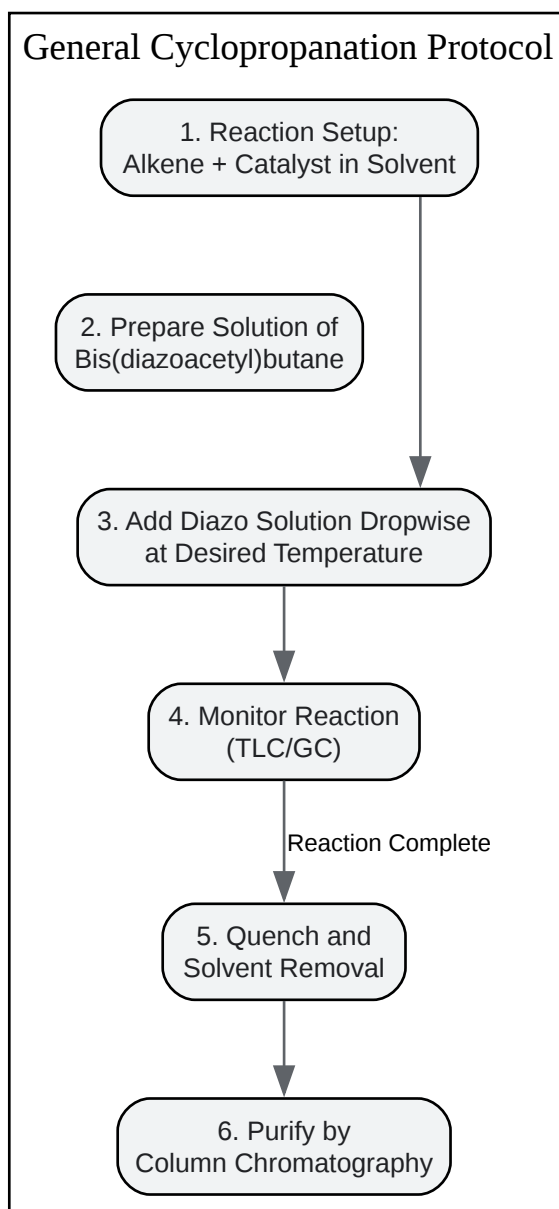 General Cyclopropanation Protocol
1. Reaction Setup:
Alkene + Catalyst in Solvent
2. Prepare Solution of
Bis(diazoacetyl)butane
3. Add Diazo Solution Dropwise
at Desired Temperature
4. Monitor Reaction
(TLC/GC)
Reaction Complete
5. Quench and
Solvent Removal
6. Purify by
Column Chromatography